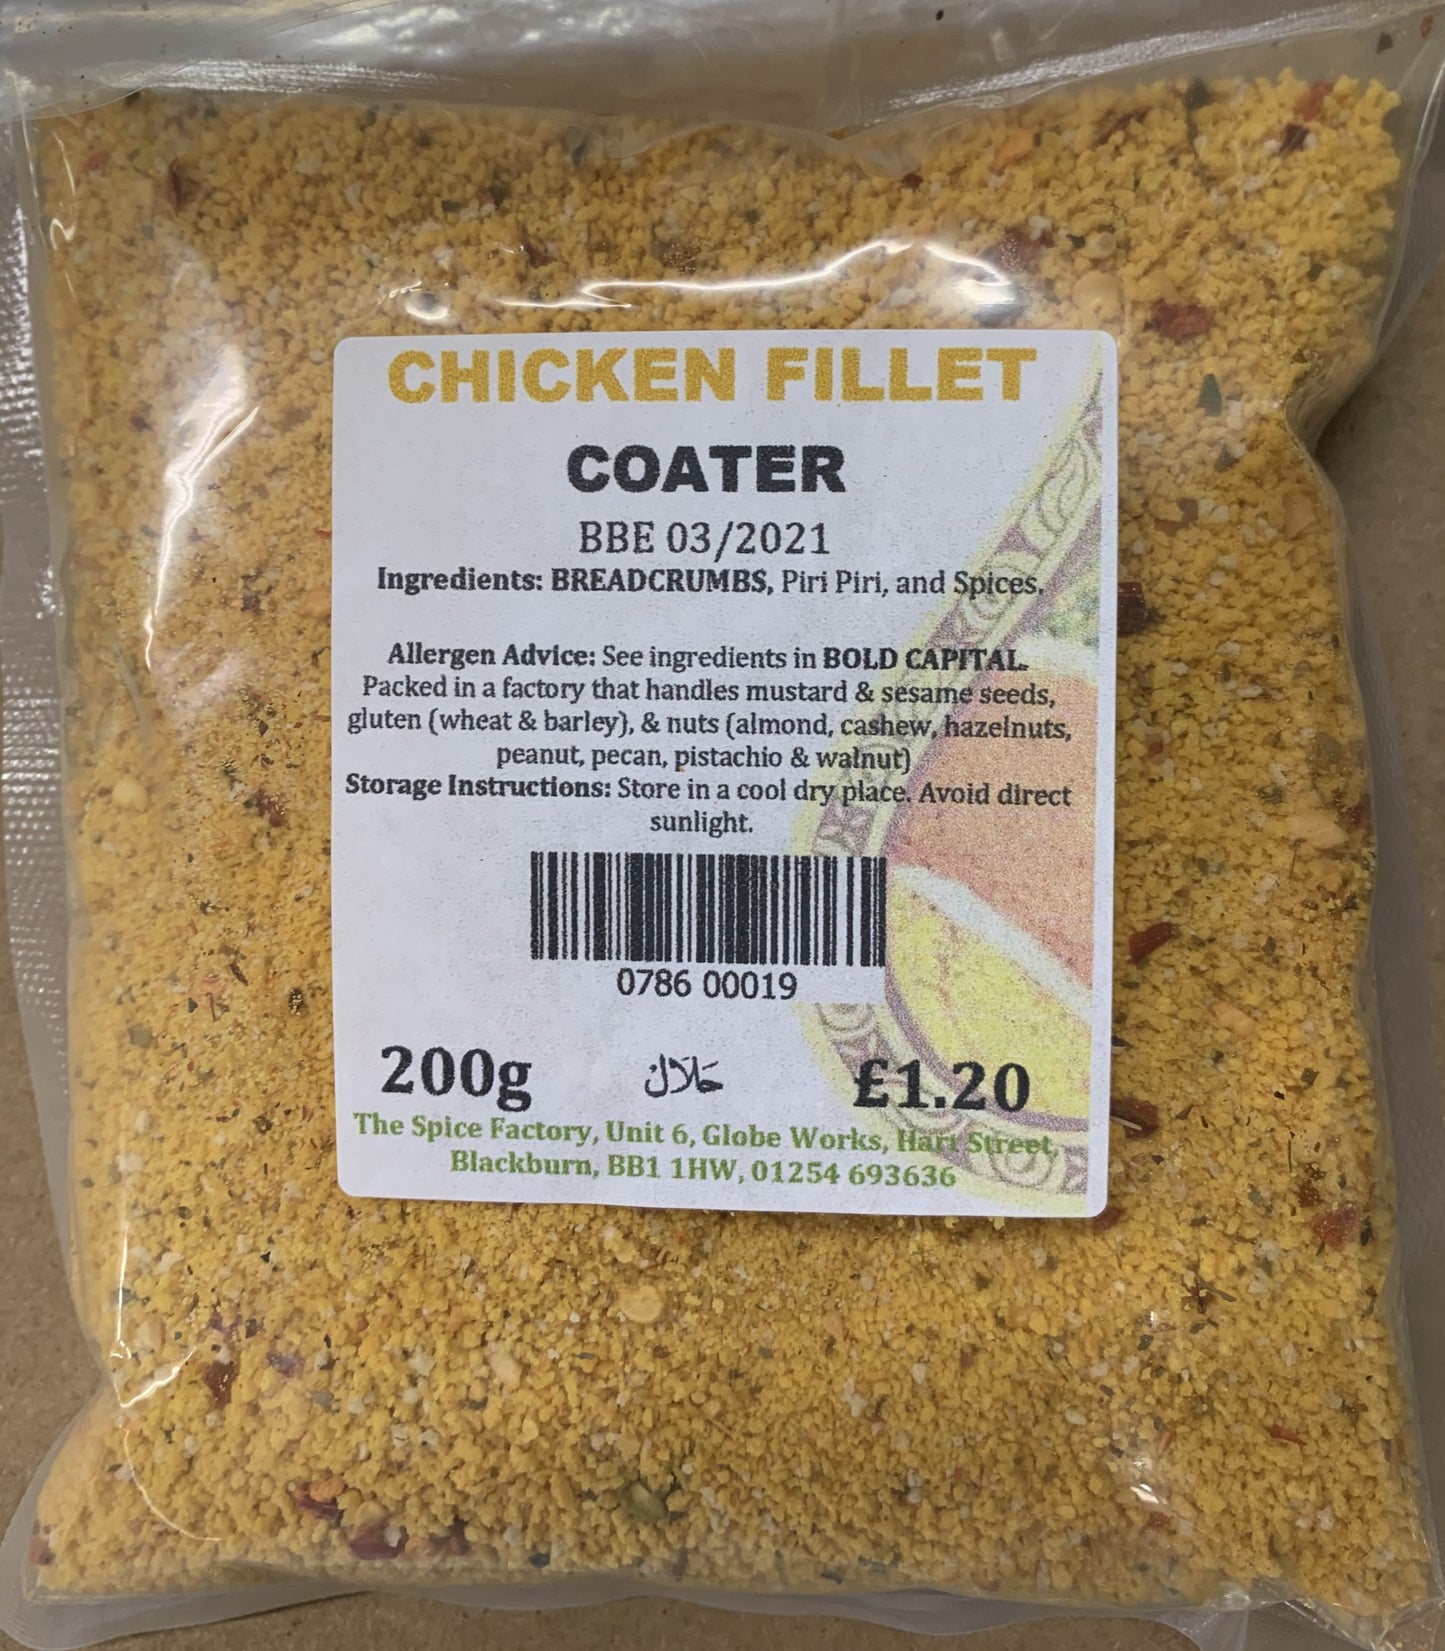 CHICKEN FILLET
COATER
BBE 03/2021
Ingredients: BREADCRUMBS, Piri Piri, and Spices.
Allergen Advice: See ingredients in BOLD CAPITAL.
Packed in a factory that handles mustard & sesame seeds,
gluten (wheat & barley), & nuts (almond, cashew, hazelnuts,
peanut, pecan, pistachio & walnut)
Storage Instructions: Store in a cool dry place. Avoid direct
sunlight.
0786 00019
200g حلال £1.20
The Spice Factory, Unit 6, Globe Works, Hart Street,
Blackburn, BB1 1HW, 01254 693636